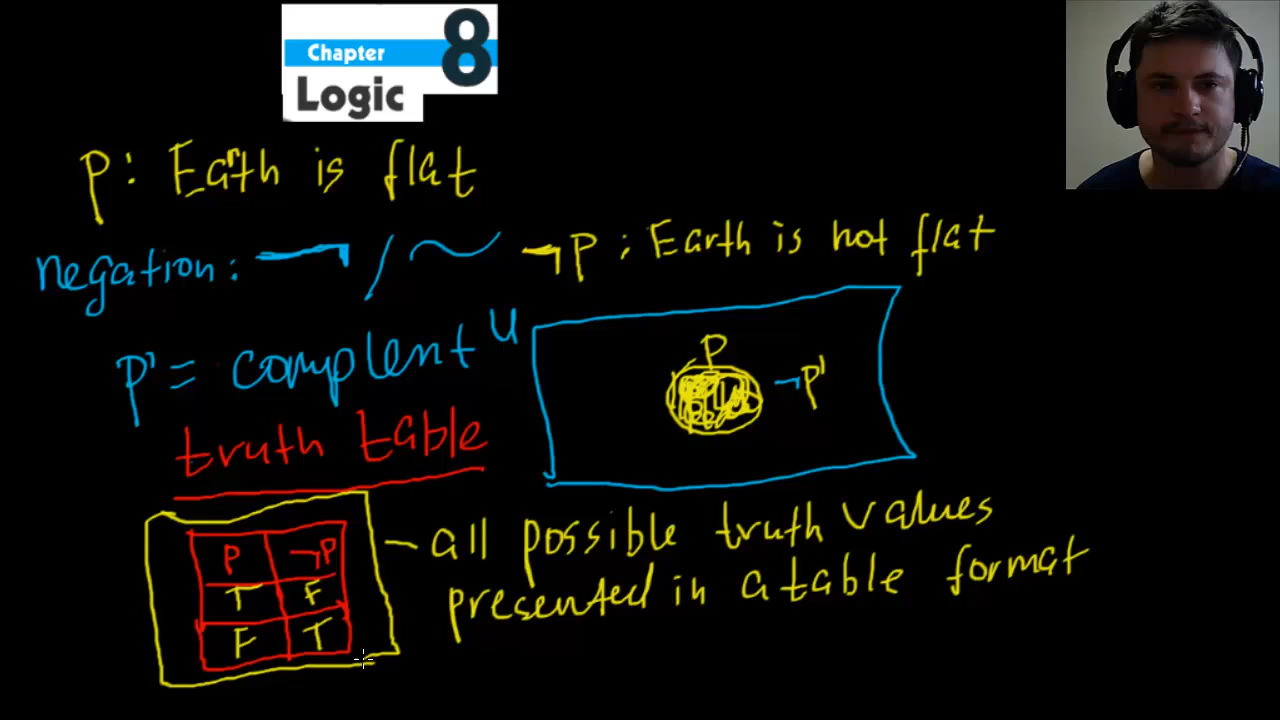 Chapter 8
Logic
P: Earth is flat
negation: ¬ / ~ ¬P : Earth is not flat
P' = complent
U
P
¬P'
truth table
P ¬P
T F
F T
- all possible truth values
presented in a table format